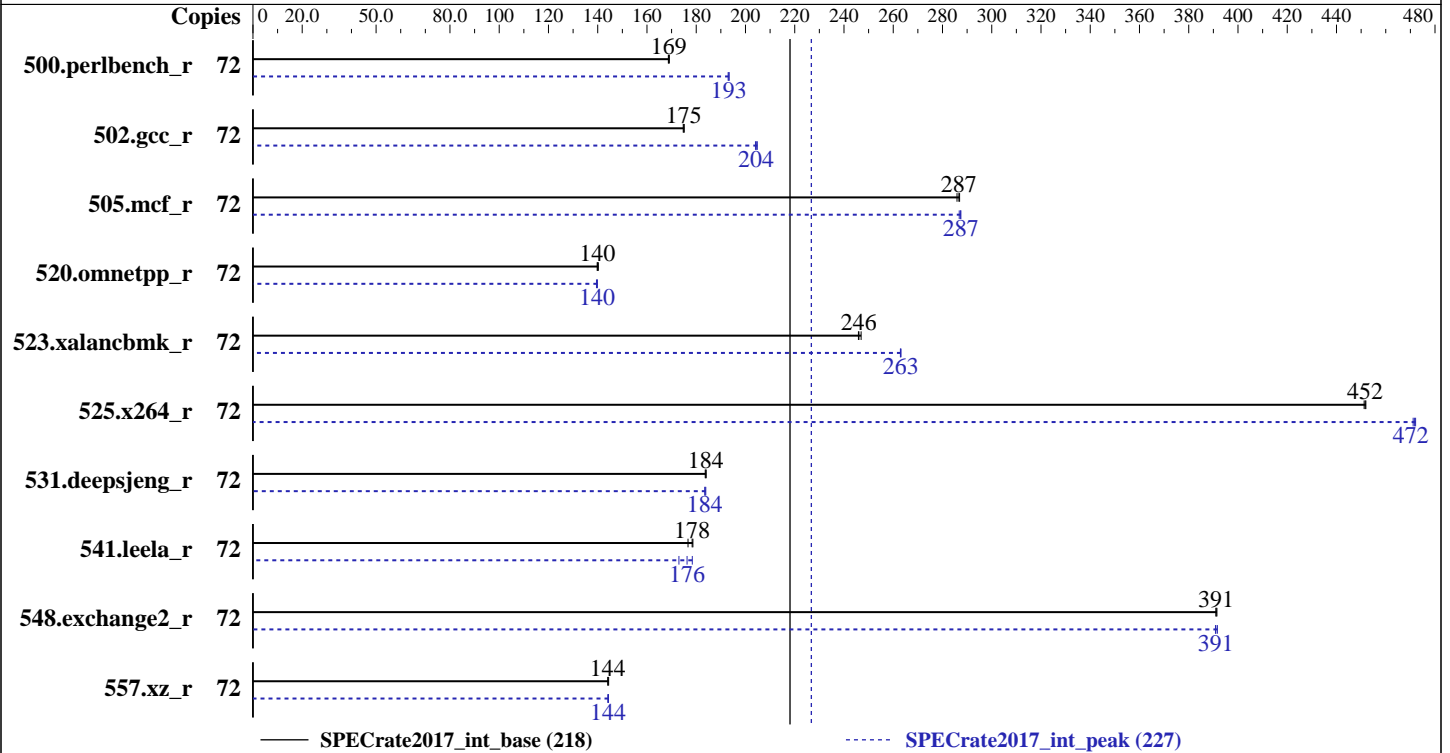 Copies 0 20.0 50.0 80.0 100 120 140 160 180 200 220 240 260 280 300 320 340 360 380 400 420 440 480
169
500.perlbench_r 72
193
175
502.gcc_r 72
204
287
505.mcf_r 72
287
140
520.omnetpp_r 72
140
246
523.xalancbmk_r 72
263
452
525.x264_r 72
472
184
531.deepsjeng_r 72
184
178
541.leela_r 72
176
391
548.exchange2_r 72
391
144
557.xz_r 72
144
SPECrate2017_int_base (218) SPECrate2017_int_peak (227)